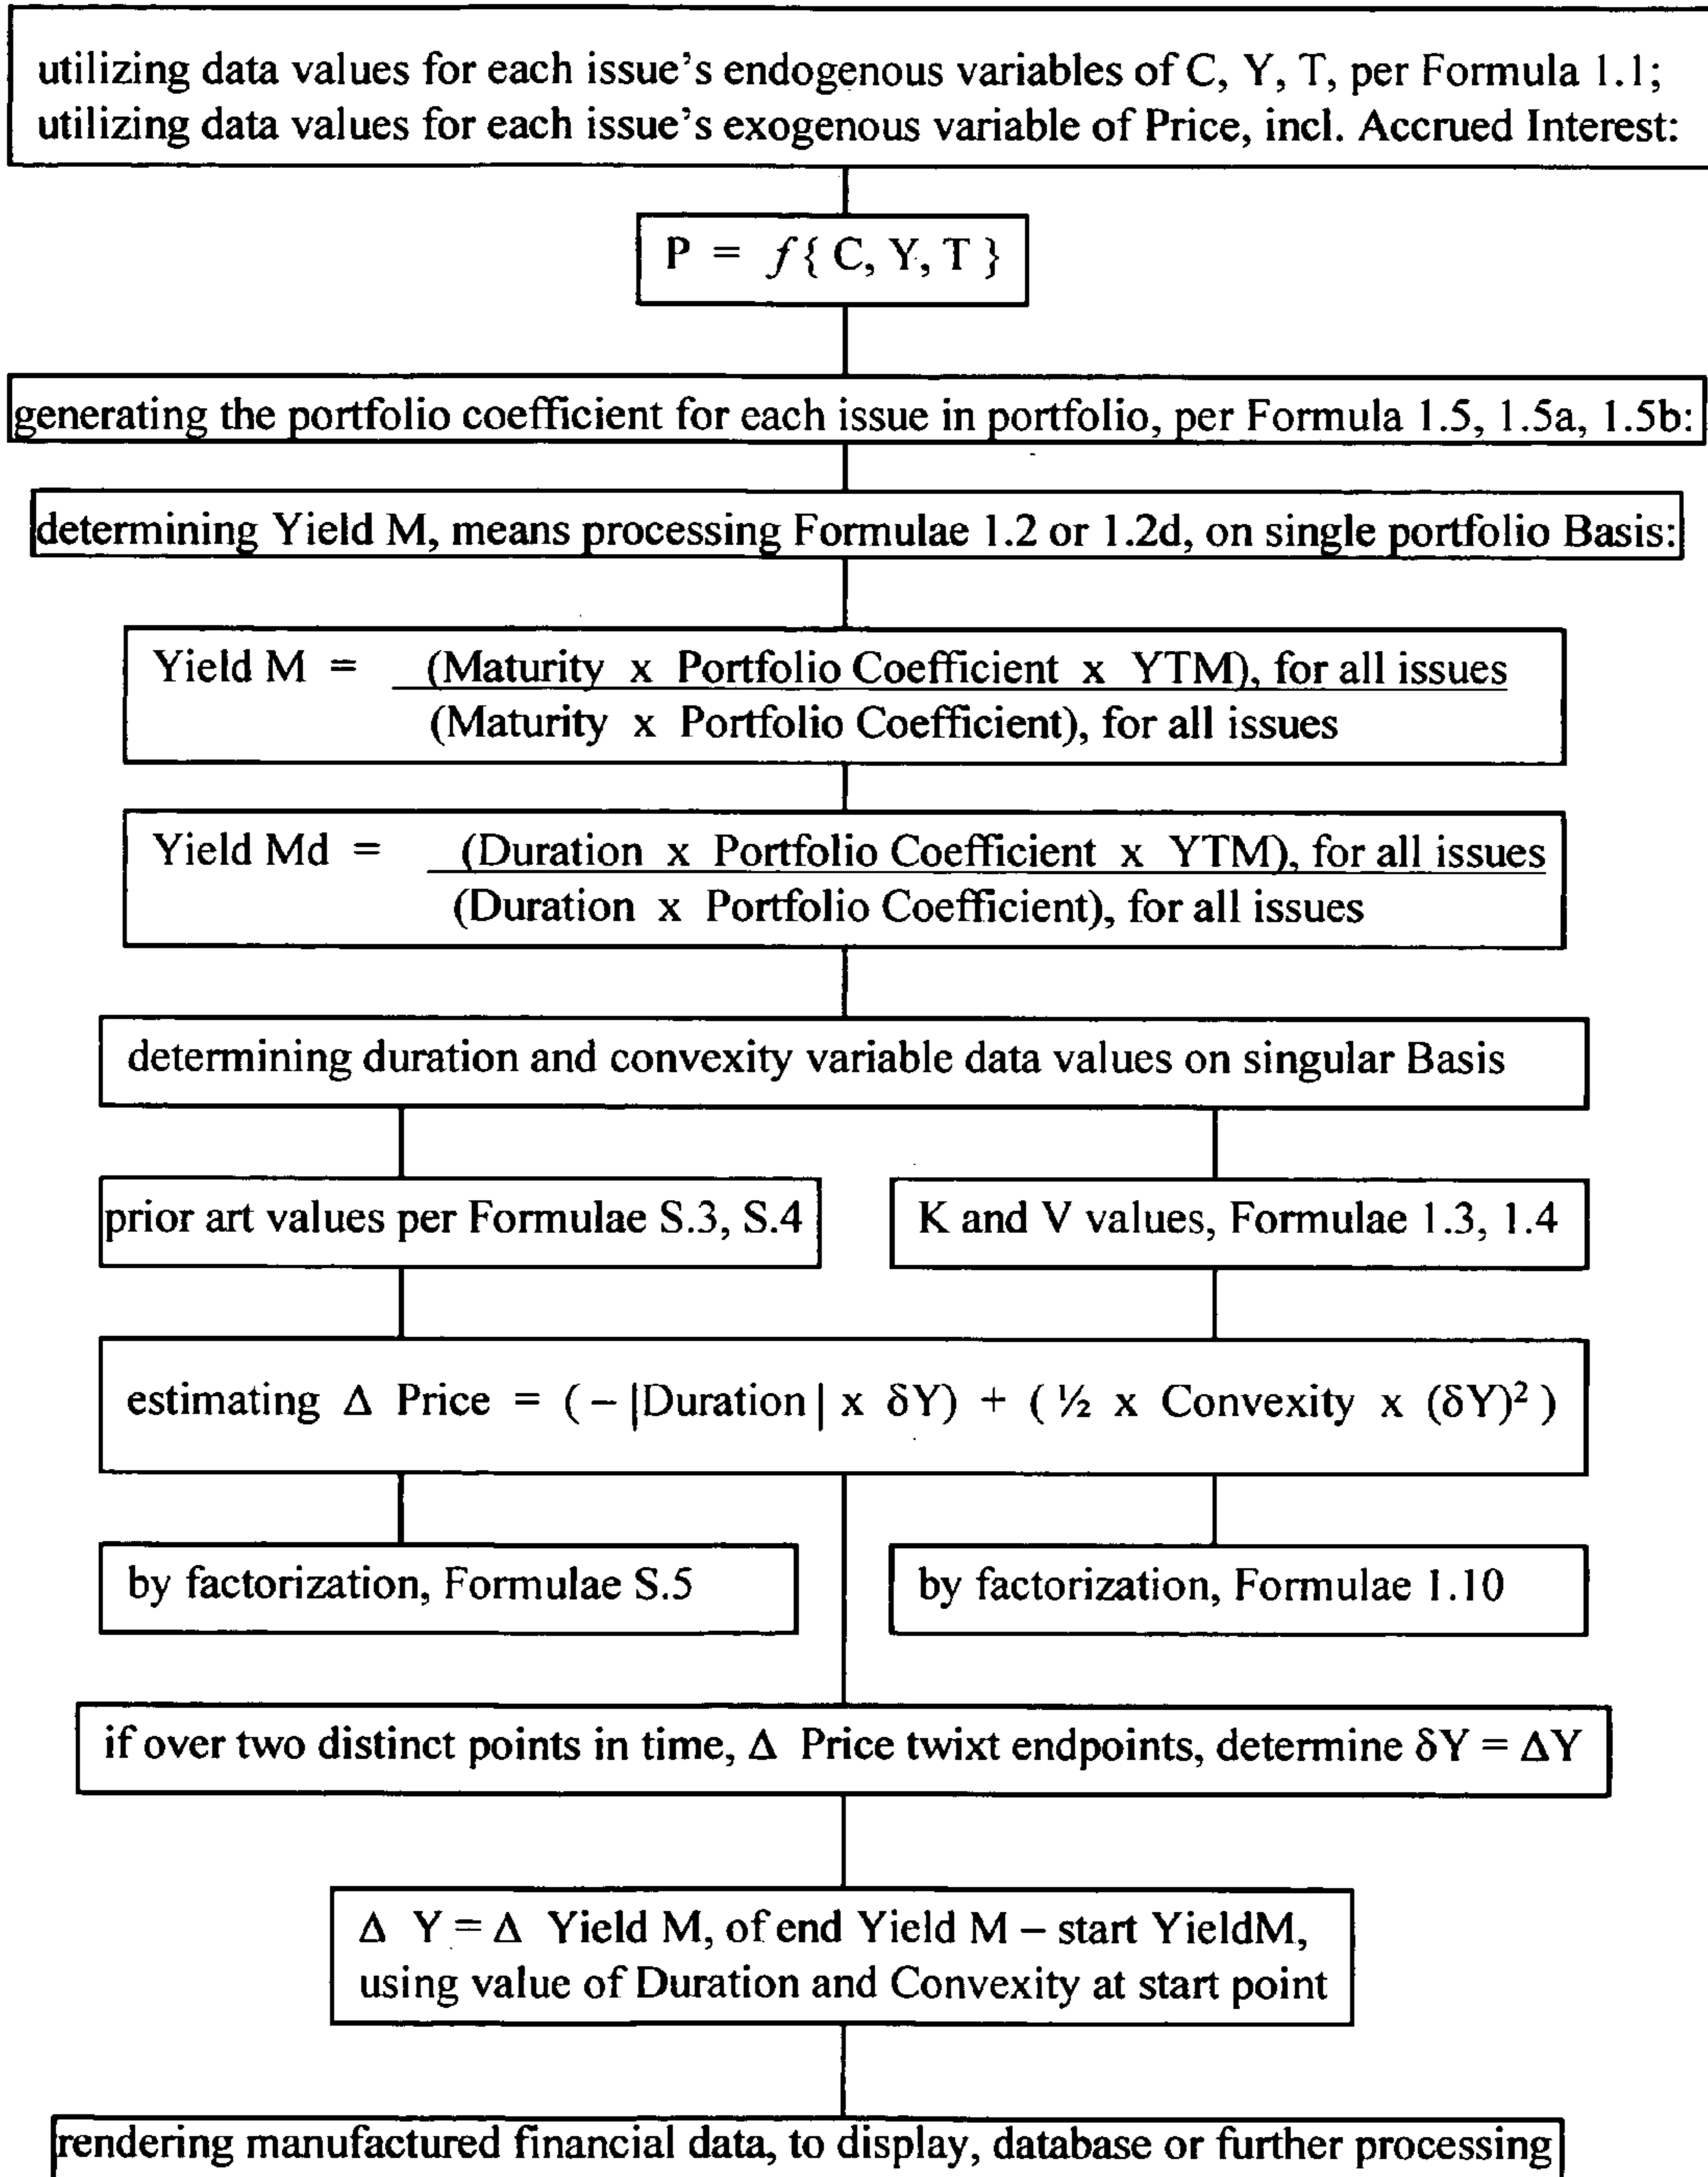 utilizing data values for each issue's endogenous variables of C, Y, T, per Formula 1.1;
utilizing data values for each issue's exogenous variable of Price, incl. Accrued Interest:
P = f{ C, Y, T }
generating the portfolio coefficient for each issue in portfolio, per Formula 1.5, 1.5a, 1.5b:
determining Yield M, means processing Formulae 1.2 or 1.2d, on single portfolio Basis:
Yield M = (Maturity x Portfolio Coefficient x YTM), for all issues
(Maturity x Portfolio Coefficient), for all issues
Yield Md = (Duration x Portfolio Coefficient x YTM), for all issues
(Duration x Portfolio Coefficient), for all issues
determining duration and convexity variable data values on singular Basis
prior art values per Formulae S.3, S.4
K and V values, Formulae 1.3, 1.4
estimating Δ Price = ( – |Duration| x δY) + ( ½ x Convexity x (δY)² )
by factorization, Formulae S.5
by factorization, Formulae 1.10
if over two distinct points in time, Δ Price twixt endpoints, determine δY = ΔY
Δ Y = Δ Yield M, of end Yield M – start YieldM,
using value of Duration and Convexity at start point
rendering manufactured financial data, to display, database or further processing